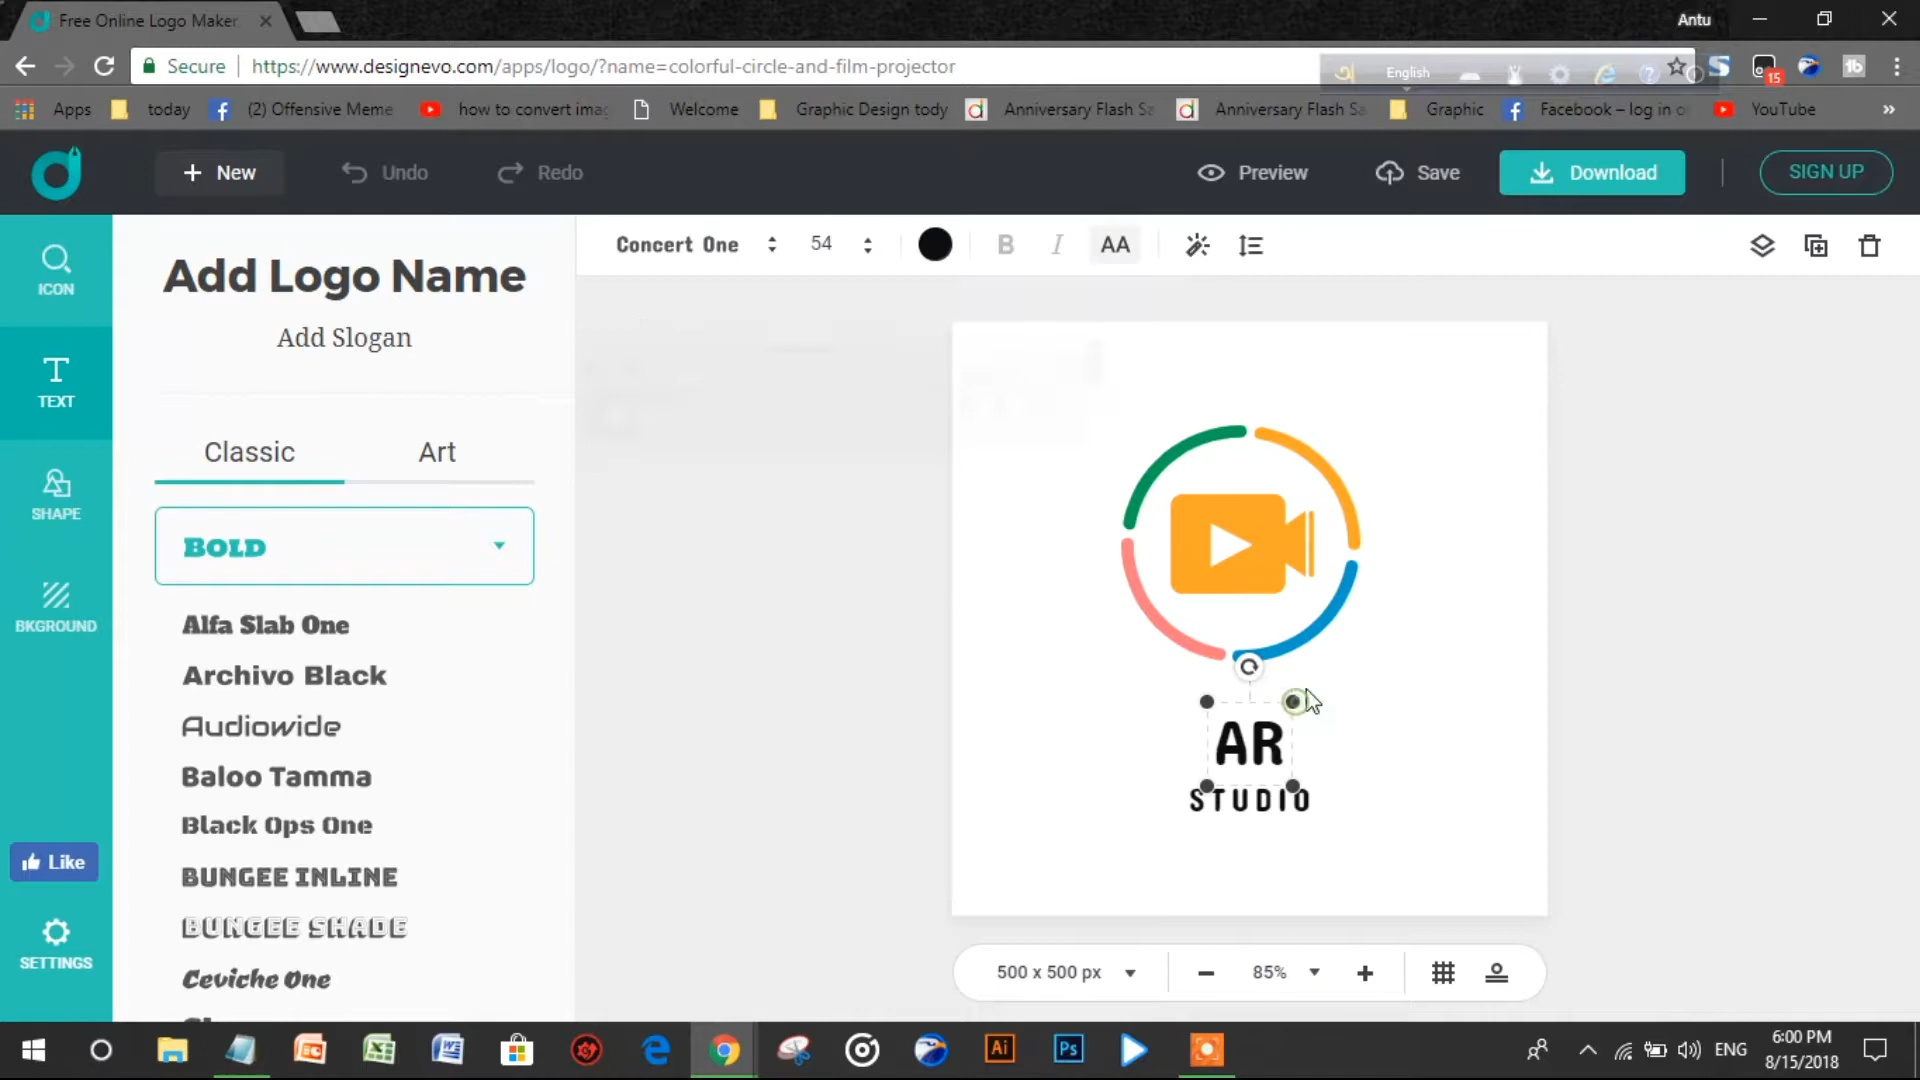 Free Online Logo Maker
Antu
Secure https://www.designevo.com/apps/logo/?name=colorful-circle-and-film-projector
English
15
Apps today (2) Offensive Meme how to convert imag Welcome Graphic Design tody Anniversary Flash Sa Anniversary Flash Sa Graphic Facebook – log in o YouTube »
+ New Undo Redo Preview Save Download SIGN UP
ICON
TEXT
SHAPE
BKGROUND
Like
SETTINGS
Add Logo Name
Add Slogan
Classic Art
BOLD
Alfa Slab One
Archivo Black
Audiowide
Baloo Tamma
Black Ops One
BUNGEE INLINE
BUNGEE SHADE
Ceviche One
Concert One 54 B I AA
AR
STUDIO
500 x 500 px − 85% +
Ai Ps
ENG
6:00 PM
8/15/2018